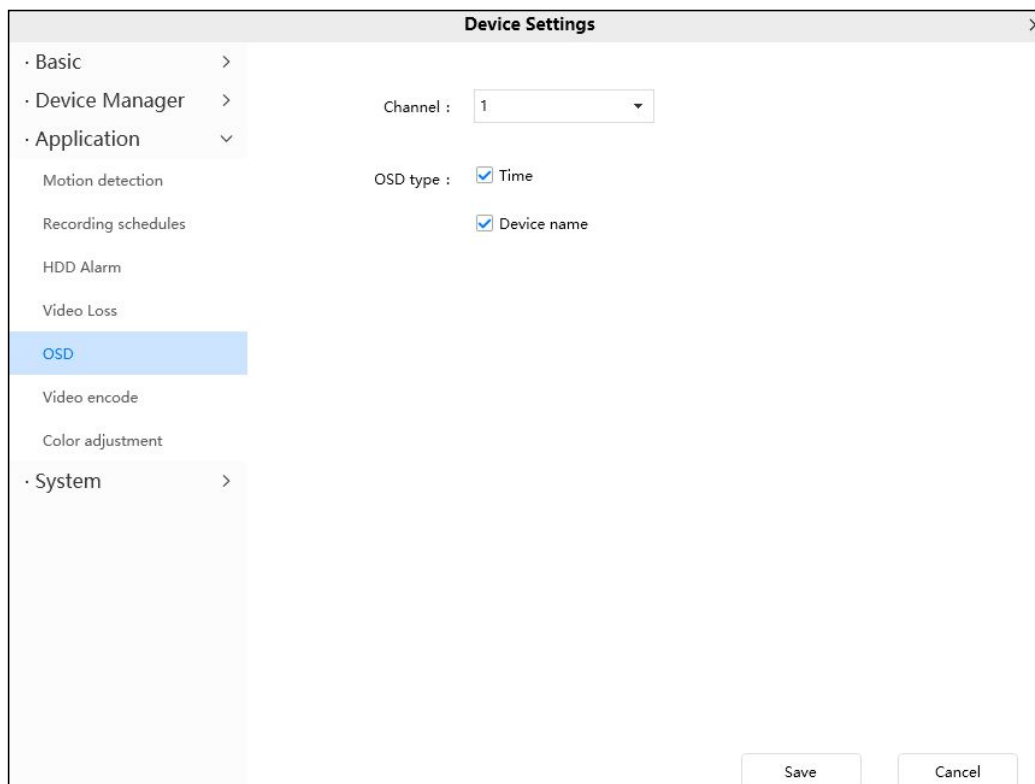 Device Settings
· Basic
· Device Manager
· Application
Motion detection
Recording schedules
HDD Alarm
Video Loss
OSD
Video encode
Color adjustment
· System
Channel : 1
OSD type : Time
Device name
Save
Cancel